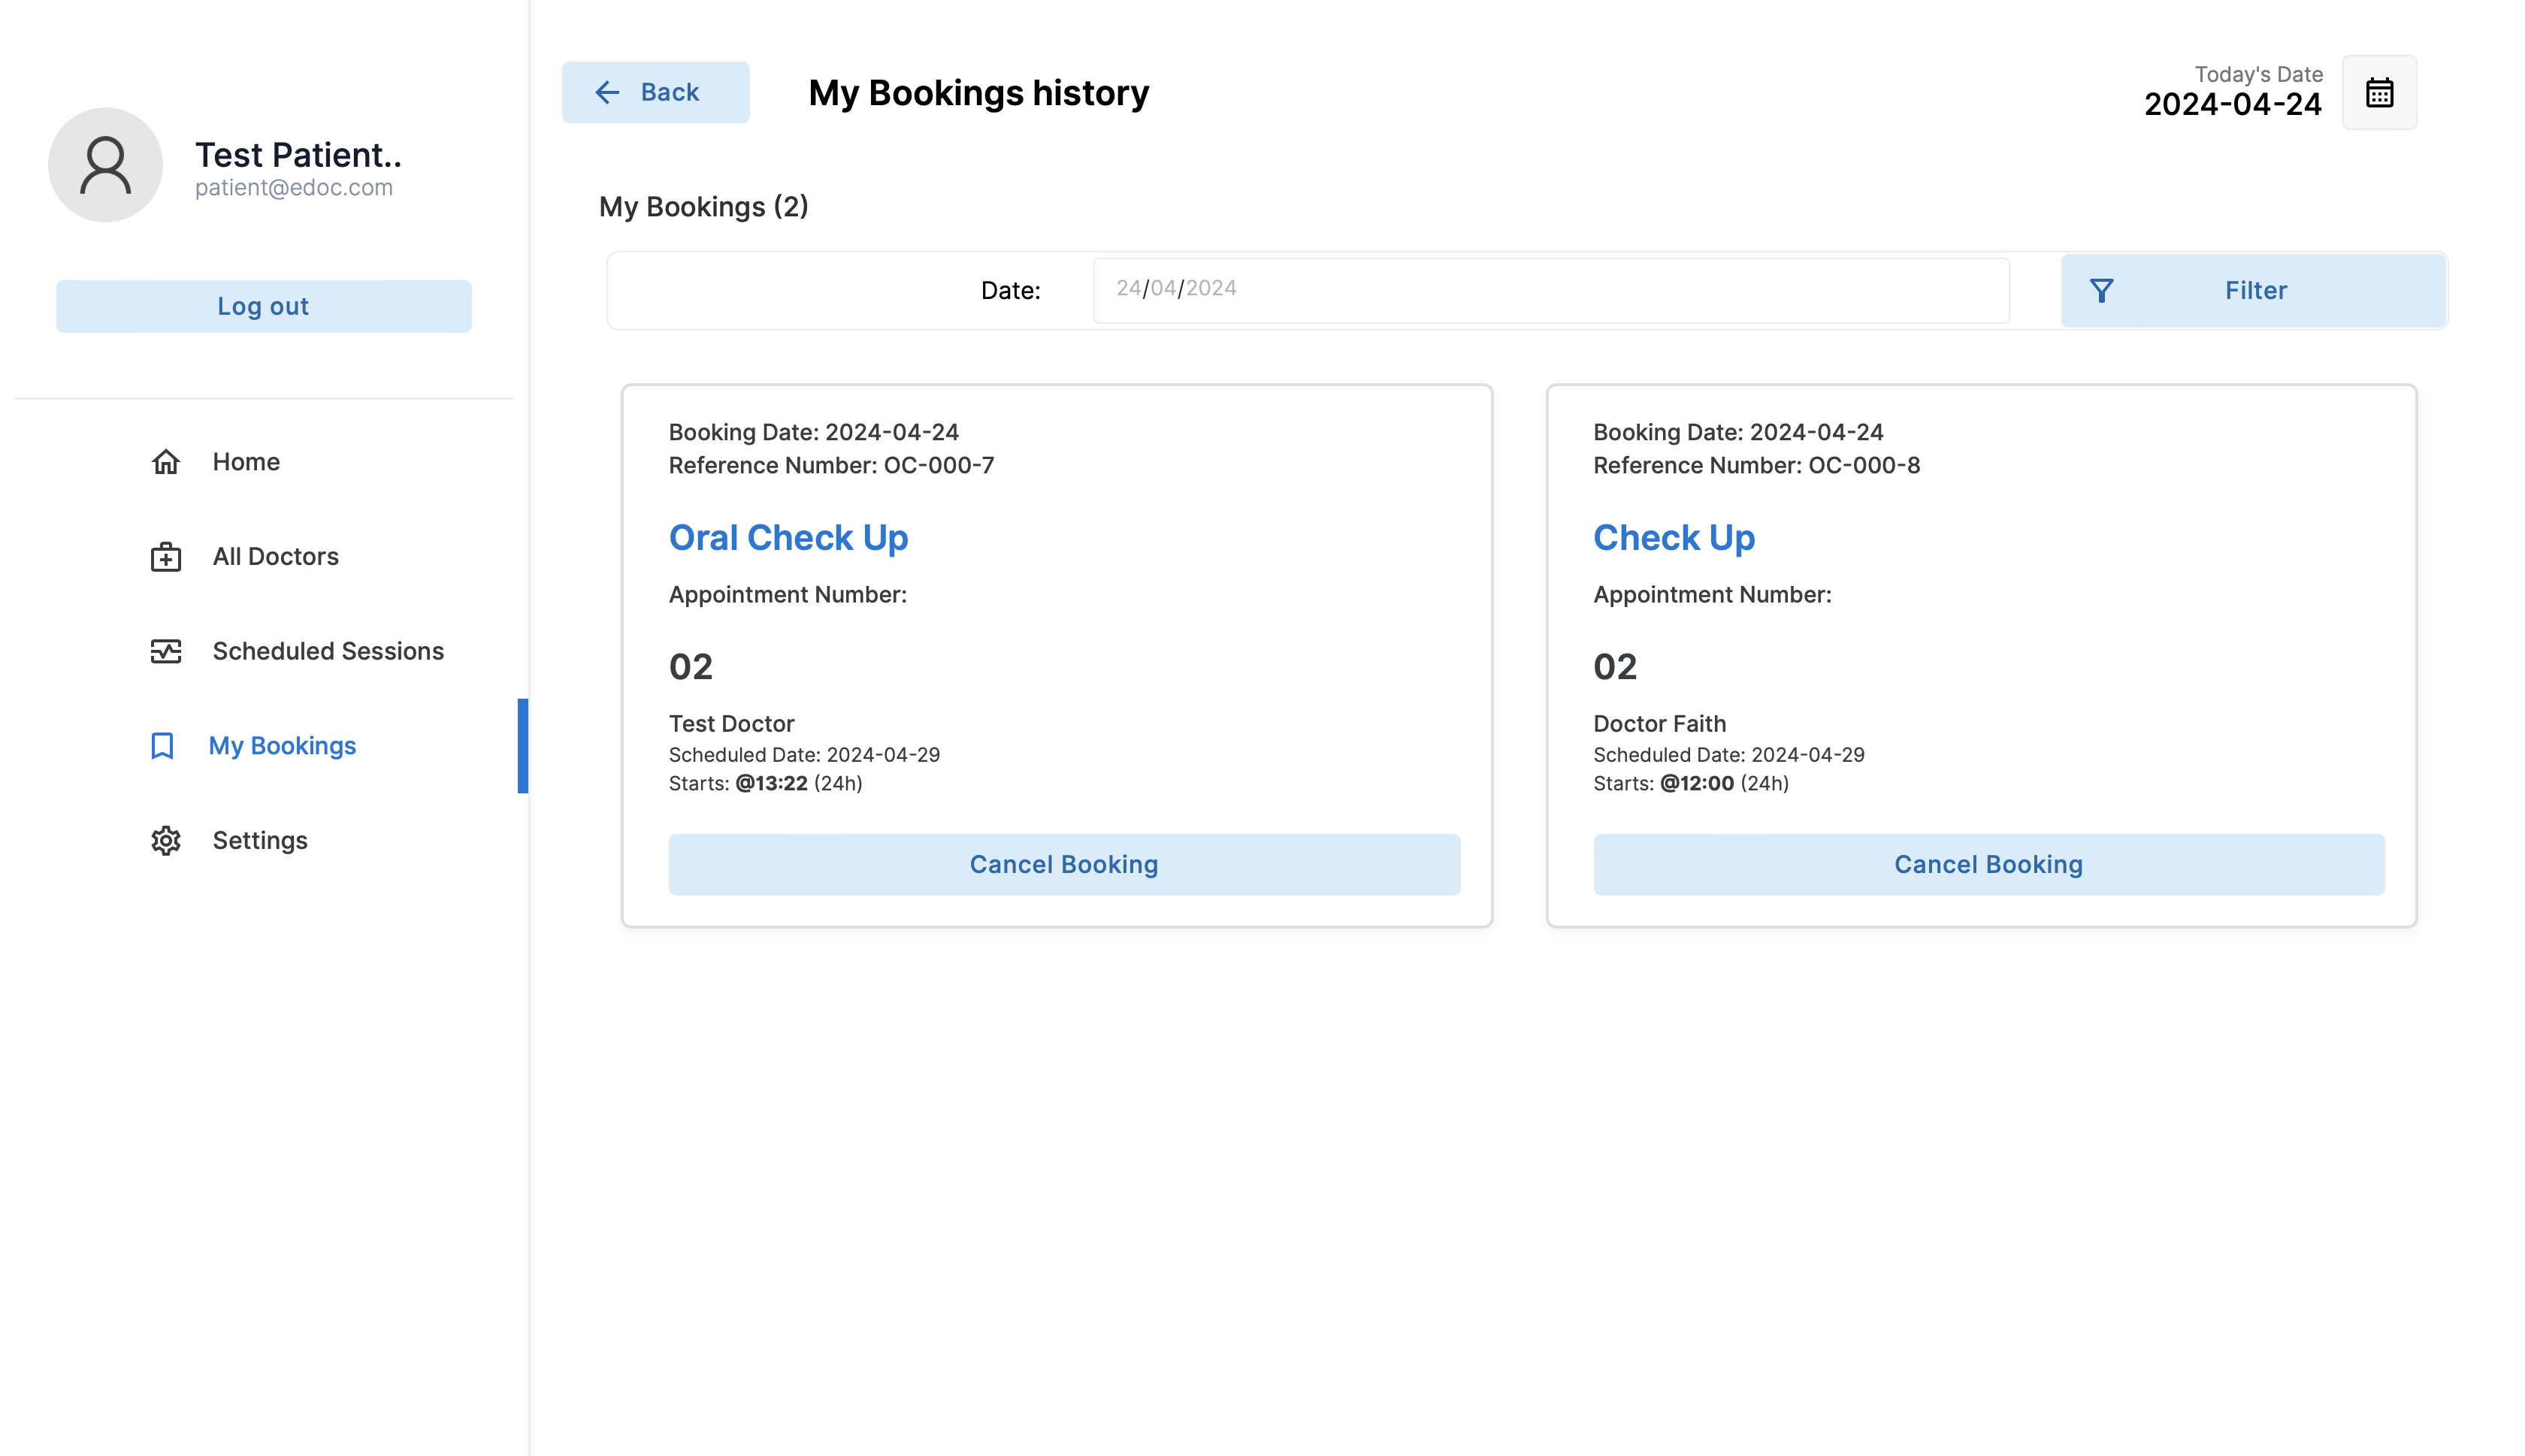 Test Patient..
patient@edoc.com
Log out
Home
All Doctors
Scheduled Sessions
My Bookings
Settings
Back
My Bookings history
Today's Date
2024-04-24
My Bookings (2)
Date:
24/04/2024
Filter
Booking Date: 2024-04-24
Reference Number: OC-000-7
Oral Check Up
Appointment Number:
02
Test Doctor
Scheduled Date: 2024-04-29
Starts: @13:22 (24h)
Cancel Booking
Booking Date: 2024-04-24
Reference Number: OC-000-8
Check Up
Appointment Number:
02
Doctor Faith
Scheduled Date: 2024-04-29
Starts: @12:00 (24h)
Cancel Booking